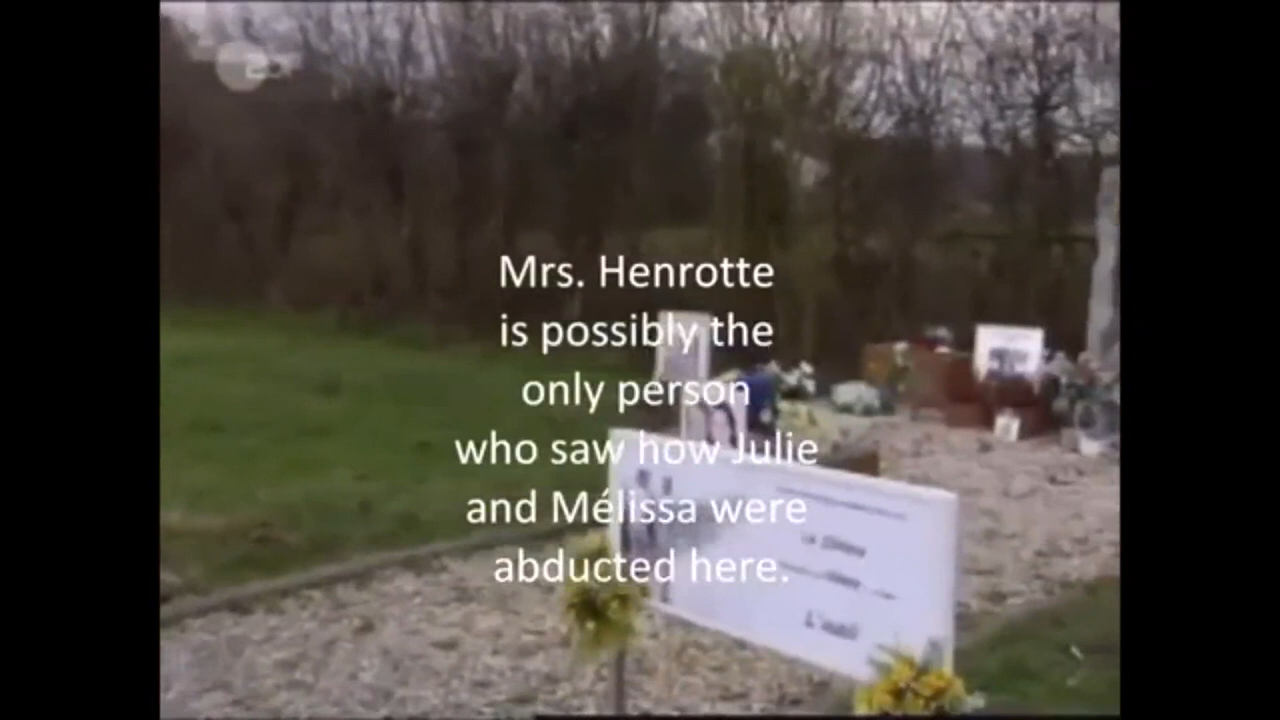 Mrs. Henrotte
is possibly the
only person
who saw how Julie
and Mélissa were
abducted here.